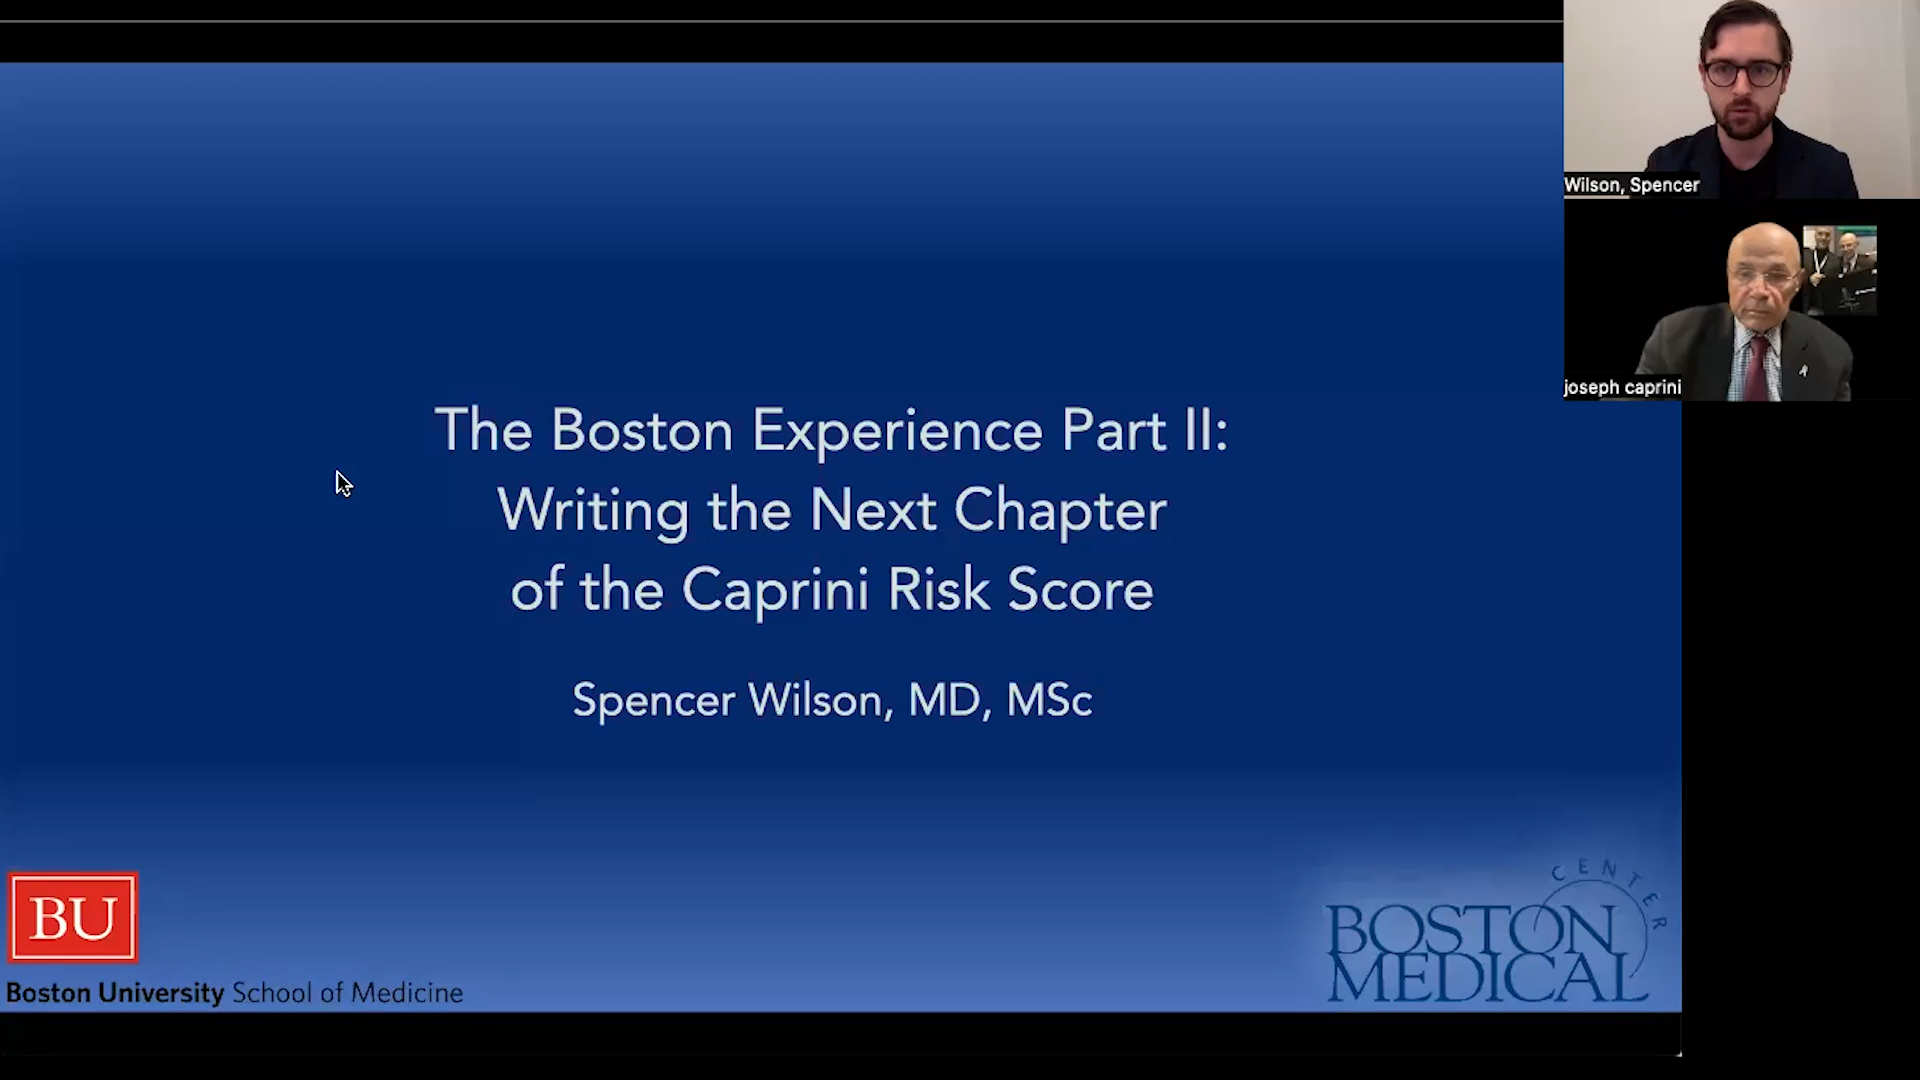 Wilson, Spencer
joseph caprini
The Boston Experience Part II:
Writing the Next Chapter
of the Caprini Risk Score
Spencer Wilson, MD, MSc
BU
Boston University School of Medicine
CENTER
BOSTON
MEDICAL